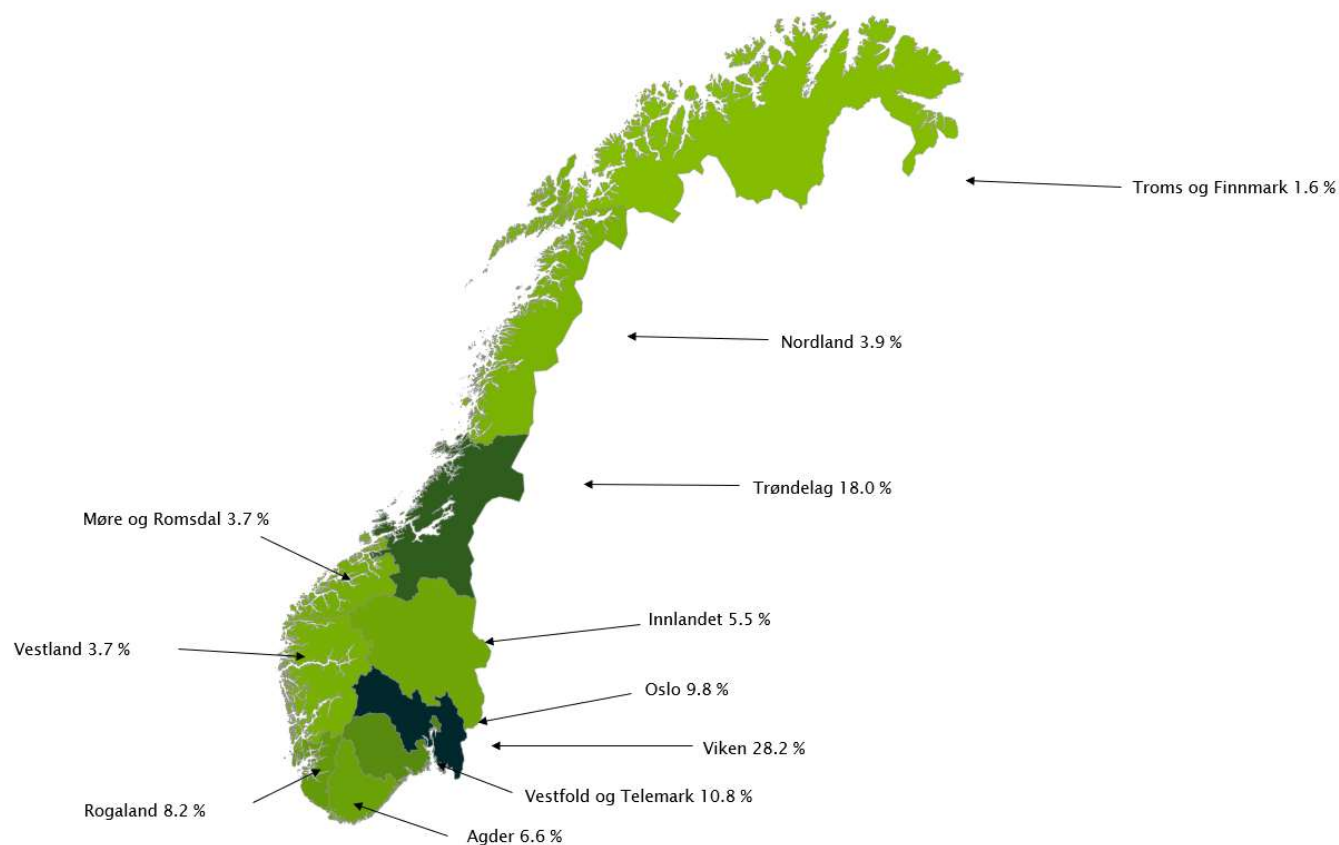 Troms og Finnmark 1.6 %
Nordland 3.9 %
Trøndelag 18.0 %
Møre og Romsdal 3.7 %
Innlandet 5.5 %
Vestland 3.7 %
Oslo 9.8 %
Viken 28.2 %
Vestfold og Telemark 10.8 %
Rogaland 8.2 %
Agder 6.6 %